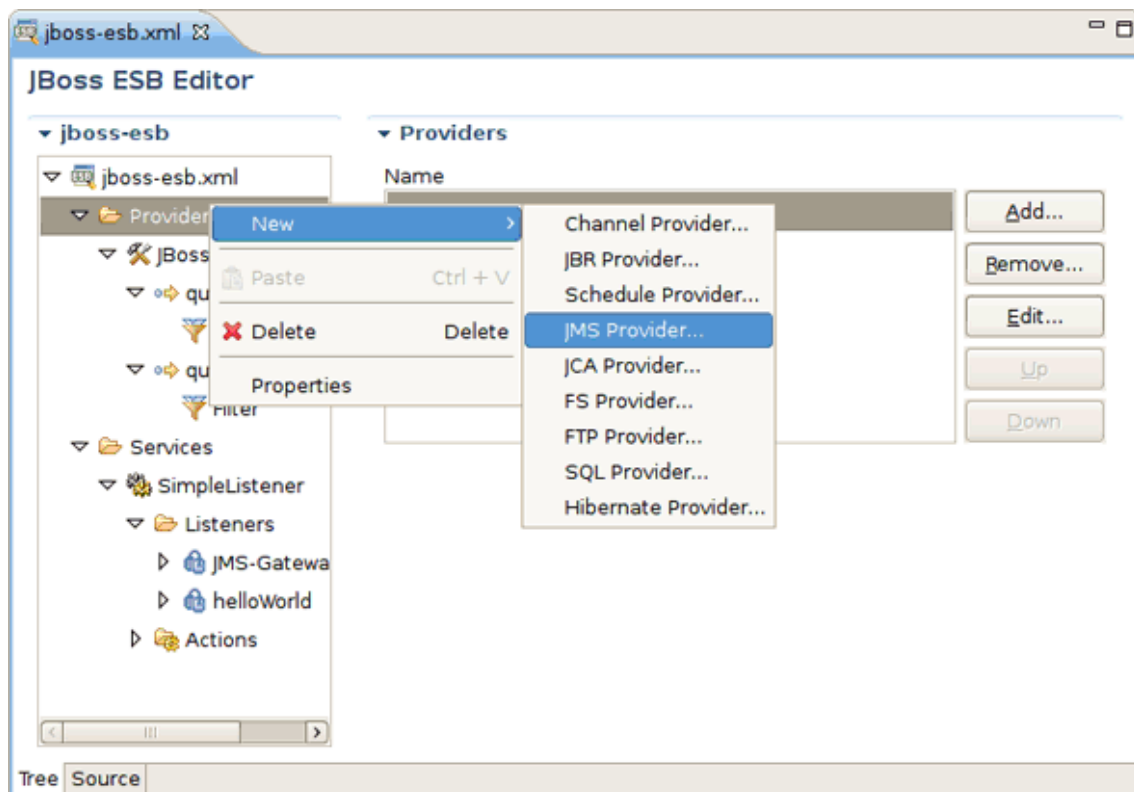 jboss-esb.xml
JBoss ESB Editor
jboss-esb
Providers
jboss-esb.xml
Name
Provider
New
Channel Provider...
Add...
JBoss
JBR Provider...
Remove...
Paste Ctrl + V
qu
Schedule Provider...
Edit...
Delete Delete
JMS Provider...
qu
JCA Provider...
Up
Properties
FS Provider...
Filter
Down
FTP Provider...
Services
SQL Provider...
SimpleListener
Hibernate Provider...
Listeners
JMS-Gatewa
helloWorld
Actions
Tree Source